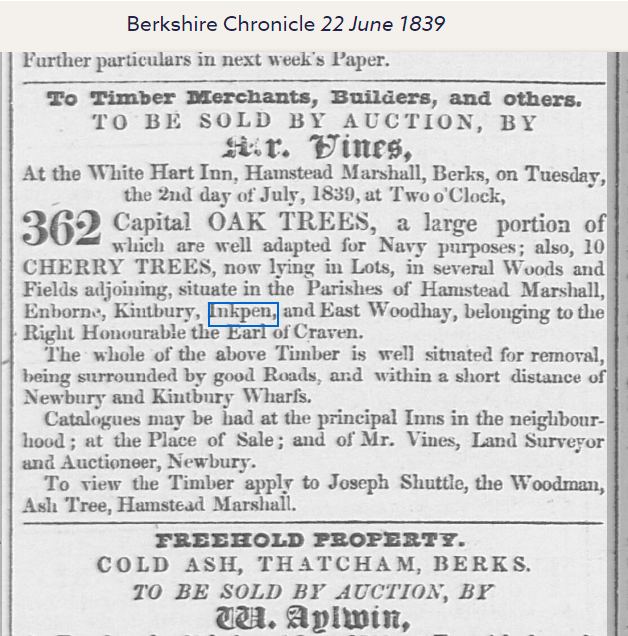 Berkshire Chronicle 22 June 1839
Further particulars in next week's Paper.
To Timber Merchants, Builders, and others.
TO BE SOLD BY AUCTION, BY
Mr. Vines,
At the White Hart Inn, Hamstead Marshall, Berks, on Tuesday,
the 2nd day of July, 1839, at Two o'Clock,
362 Capital OAK TREES, a large portion of
which are well adapted for Navy purposes; also, 10
CHERRY TREES, now lying in Lots, in several Woods and
Fields adjoining, situate in the Parishes of Hamstead Marshall,
Enborne, Kintbury, Inkpen, and East Woodhay, belonging to the
Right Honourable the Earl of Craven.
The whole of the above Timber is well situated for removal,
being surrounded by good Roads, and within a short distance of
Newbury and Kintbury Wharfs.
Catalogues may be had at the principal Inns in the neighbour-
hood; at the Place of Sale; and of Mr. Vines, Land Surveyor
and Auctioneer, Newbury.
To view the Timber apply to Joseph Shuttle, the Woodman,
Ash Tree, Hamstead Marshall.
FREEHOLD PROPERTY.
COLD ASH, THATCHAM, BERKS.
TO BE SOLD BY AUCTION, BY
W. Aylwin,